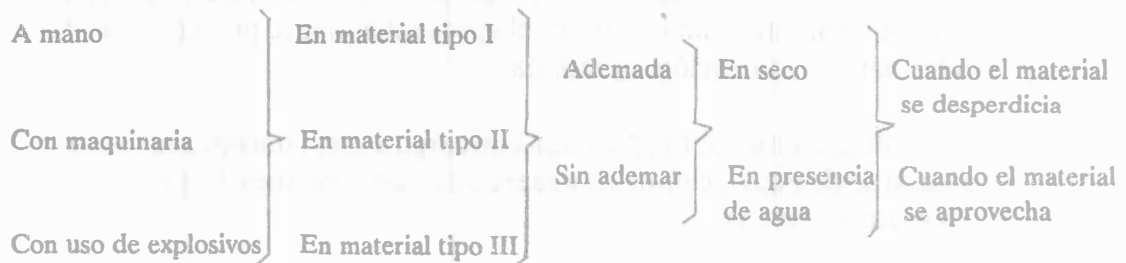 A mano
Con maquinaria
Con uso de explosivos
En material tipo I
En material tipo II
En material tipo III
Ademada
Sin ademar
En seco
En presencia
de agua
Cuando el material
se desperdicia
Cuando el material
se aprovecha